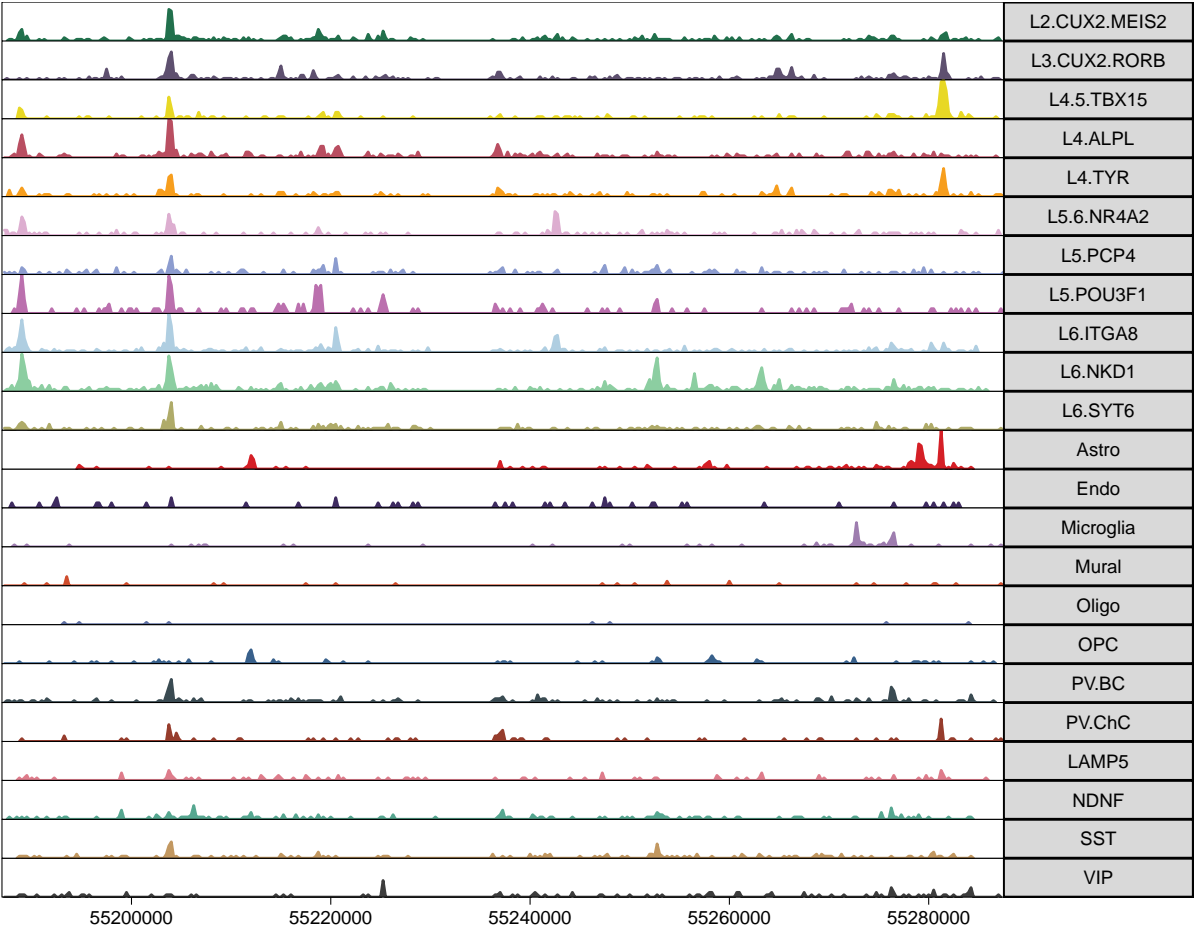 L2.CUX2.MEIS2
L3.CUX2.RORB
L4.5.TBX15
L4.ALPL
L4.TYR
L5.6.NR4A2
L5.PCP4
L5.POU3F1
L6.ITGA8
L6.NKD1
L6.SYT6
Astro
Endo
Microglia
Mural
Oligo
OPC
PV.BC
PV.ChC
LAMP5
NDNF
SST
VIP
55200000 55220000 55240000 55260000 55280000